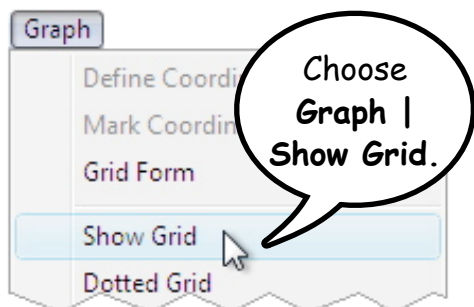 Graph
Define Coordi
Mark Coordin
Grid Form
Show Grid
Dotted Grid
Choose
Graph |
Show Grid.